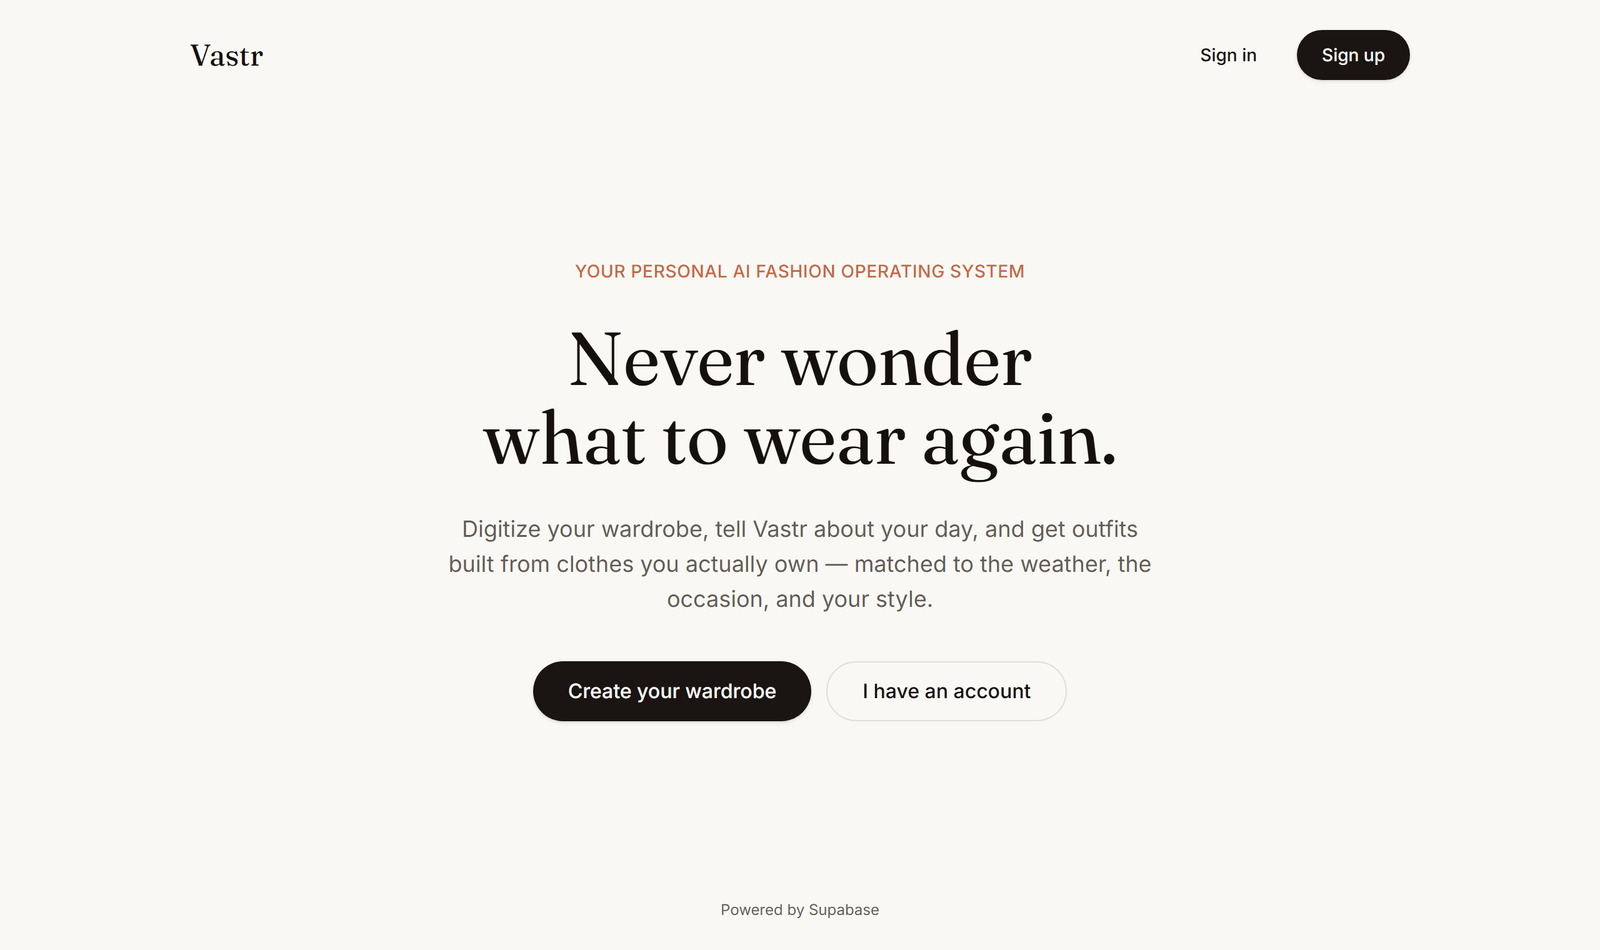 Vastr
Sign in
Sign up
YOUR PERSONAL AI FASHION OPERATING SYSTEM
Never wonder
what to wear again.
Digitize your wardrobe, tell Vastr about your day, and get outfits
built from clothes you actually own — matched to the weather, the
occasion, and your style.
Create your wardrobe
I have an account
Powered by Supabase